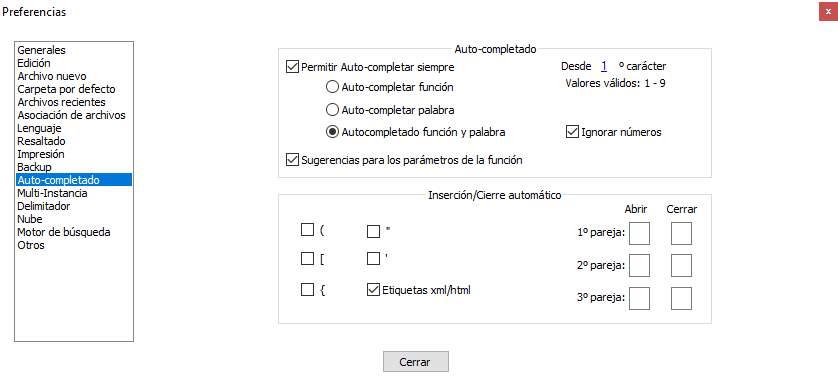 Preferencias
x
Generales
Edición
Archivo nuevo
Carpeta por defecto
Archivos recientes
Asociación de archivos
Lenguaje
Resaltado
Impresión
Backup
Auto-completado
Multi-Instancia
Delimitador
Nube
Motor de búsqueda
Otros
Auto-completado
Permitir Auto-completar siempre
Desde 1 º carácter
Auto-completar función
Valores válidos: 1 - 9
Auto-completar palabra
Autocompletado función y palabra
Ignorar números
Sugerencias para los parámetros de la función
Inserción/Cierre automático
Abrir Cerrar
( " 1º pareja:
[ ' 2º pareja:
{ Etiquetas xml/html 3º pareja:
Cerrar